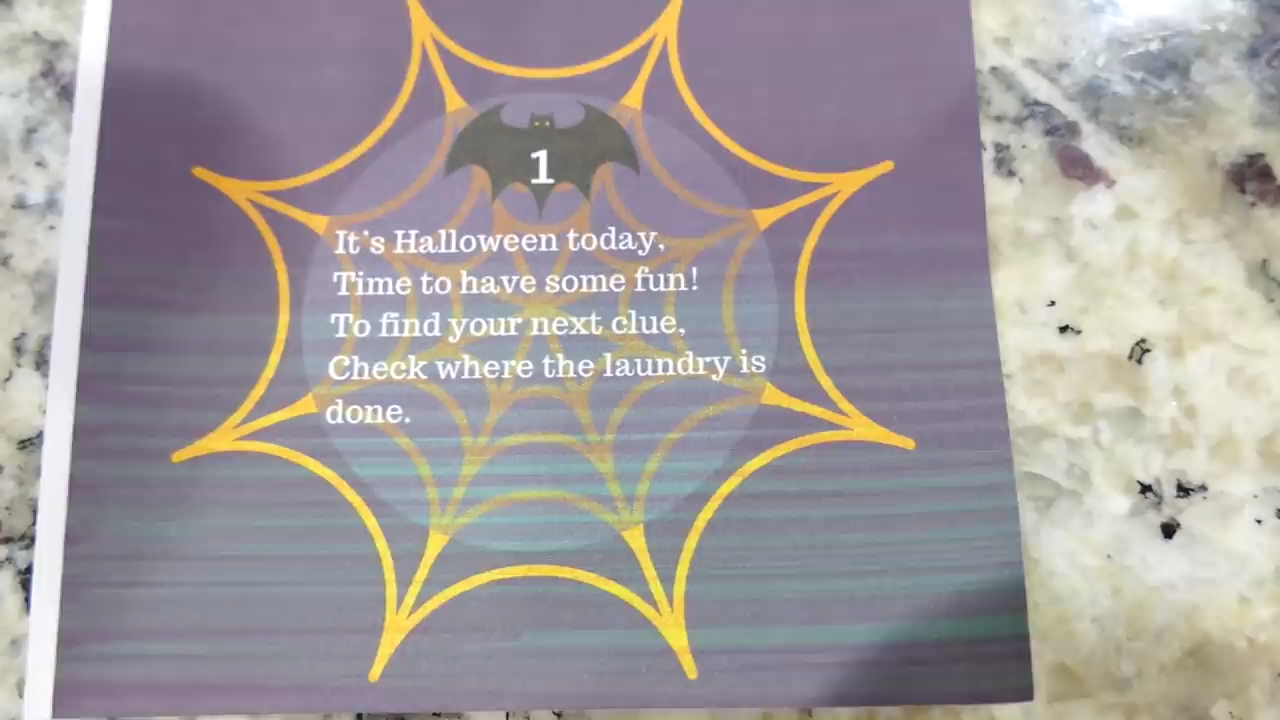 1
It's Halloween today,
Time to have some fun!
To find your next clue,
Check where the laundry is
done.